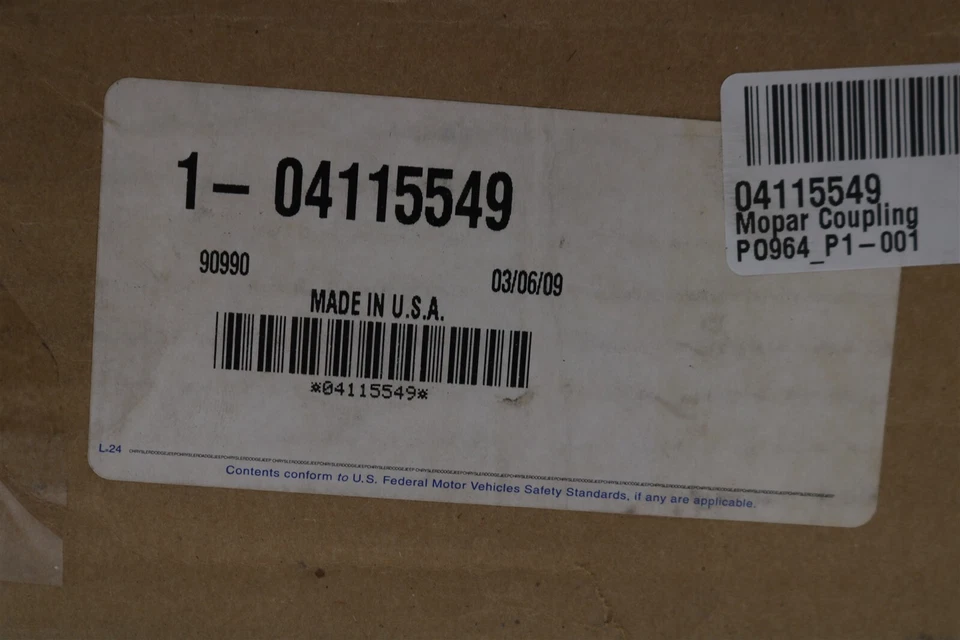 1- 04115549
90990
03/06/09
MADE IN U.S.A.
*04115549*
L-24
Contents conform to U.S. Federal Motor Vehicles Safety Standards, if any are applicable.
04115549
Mopar Coupling
P0964_P1-001